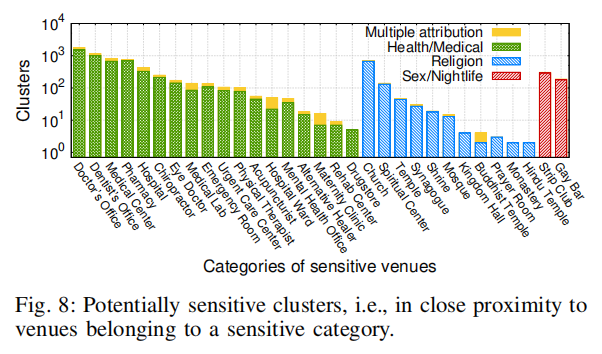 10^4
10^3
10^2
10^1
10^0
Clusters
Multiple attribution
Health/Medical
Religion
Sex/Nightlife
Doctor's Office
Dentist's Office
Medical Center
Pharmacy
Hospital
Chiropractor
Eye Doctor
Medical Lab
Emergency Room
Urgent Care Center
Physical Therapist
Acupuncturist
Hospital Ward
Mental Health Office
Alternative Healer
Maternity Clinic
Rehab Center
Drugstore
Church
Spiritual Center
Temple
Synagogue
Shrine
Mosque
Kingdom Hall
Buddhist Temple
Prayer Room
Monastery
Hindu Temple
Strip Club
Gay Bar
Categories of sensitive venues
Fig. 8: Potentially sensitive clusters, i.e., in close proximity to
venues belonging to a sensitive category.